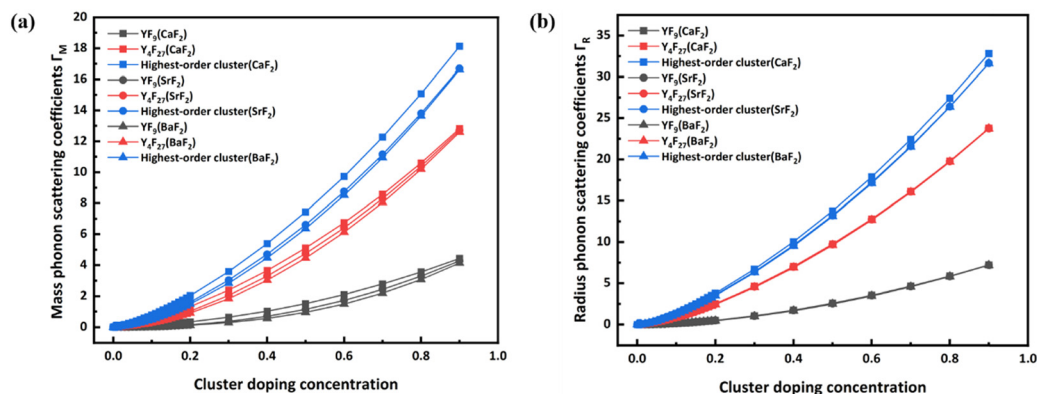 (a)
Mass phonon scattering coefficients Γ_M
20
18
16
14
12
10
8
6
4
2
0
YF₉(CaF₂)
Y₄F₂₇(CaF₂)
Highest-order cluster(CaF₂)
YF₉(SrF₂)
Y₄F₂₇(SrF₂)
Highest-order cluster(SrF₂)
YF₉(BaF₂)
Y₄F₂₇(BaF₂)
Highest-order cluster(BaF₂)
0.0 0.2 0.4 0.6 0.8 1.0
Cluster doping concentration
(b)
Radius phonon scattering coefficients Γ_R
35
30
25
20
15
10
5
0
YF₉(CaF₂)
Y₄F₂₇(CaF₂)
Highest-order cluster(CaF₂)
YF₉(SrF₂)
Y₄F₂₇(SrF₂)
Highest-order cluster(SrF₂)
YF₉(BaF₂)
Y₄F₂₇(BaF₂)
Highest-order cluster(BaF₂)
0.0 0.2 0.4 0.6 0.8 1.0
Cluster doping concentration